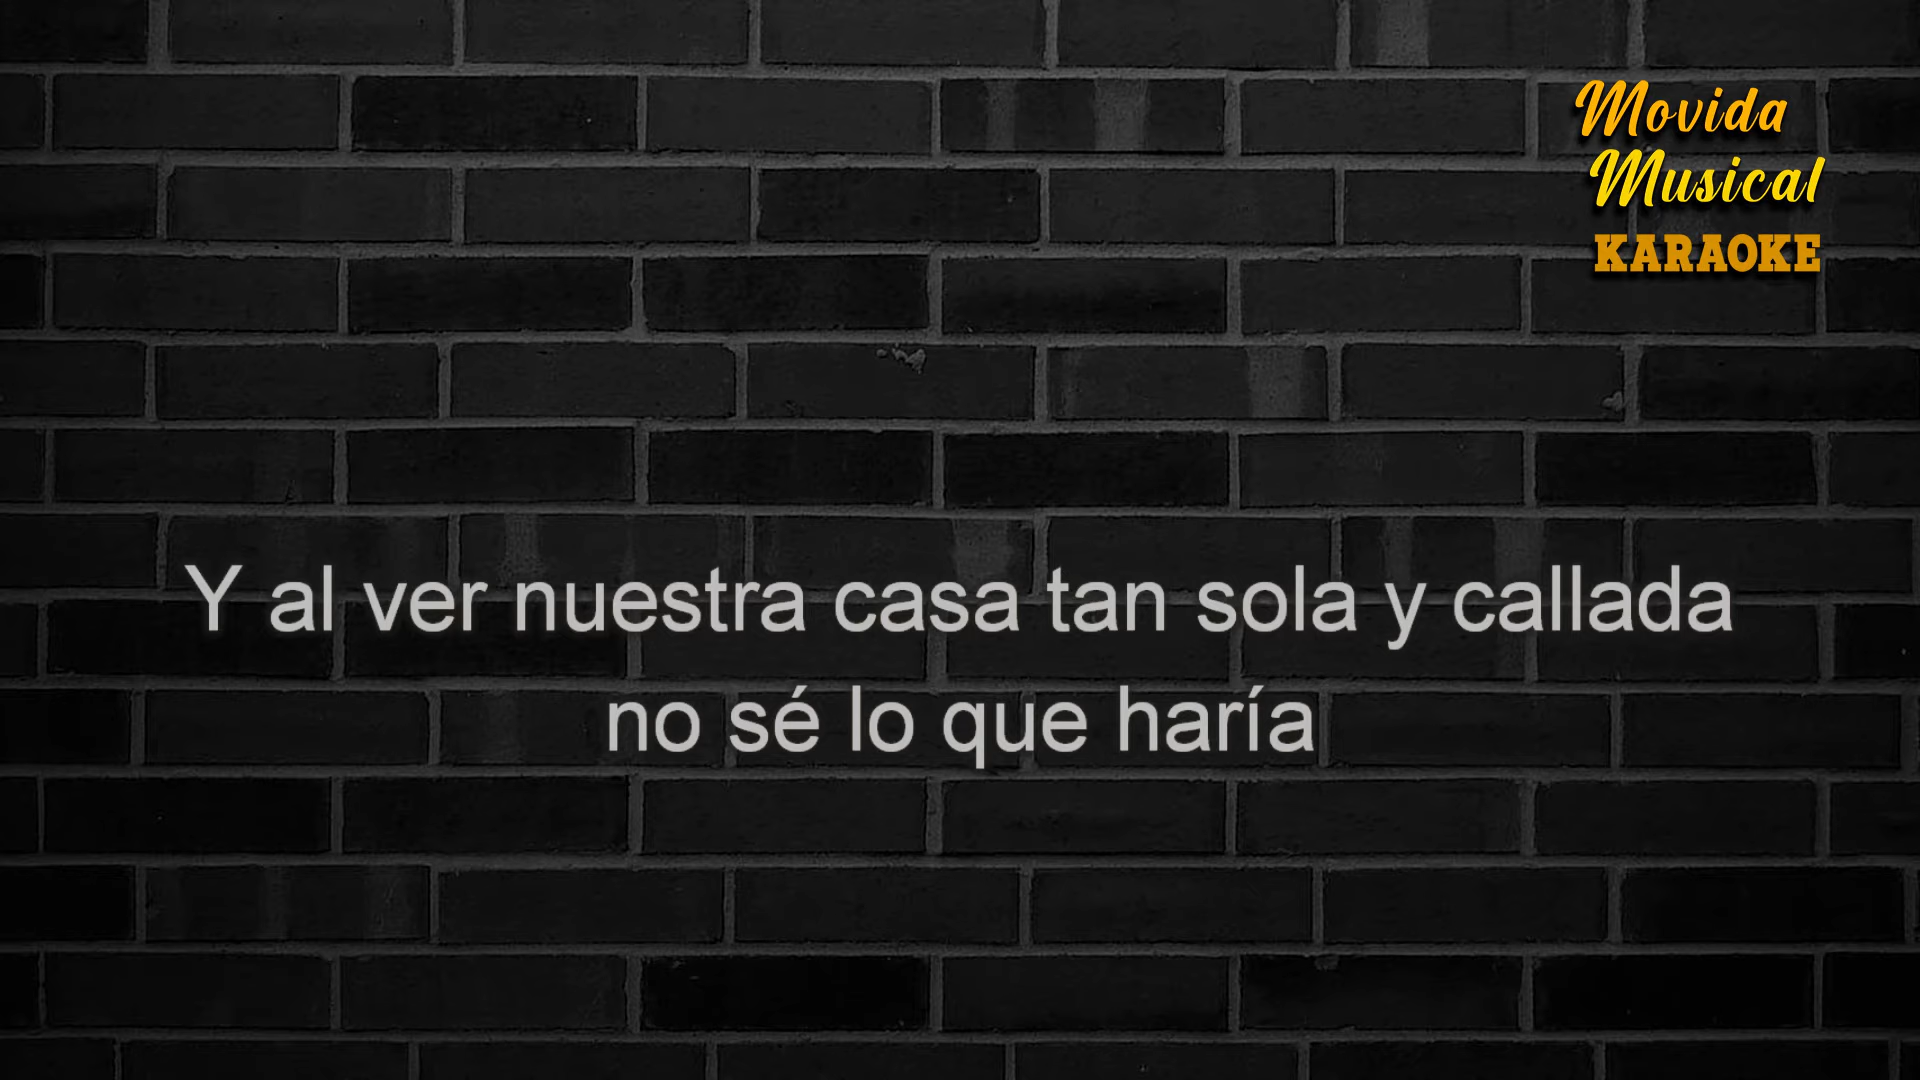 Movida
Musical
KARAOKE
Y al ver nuestra casa tan sola y callada
no sé lo que haría